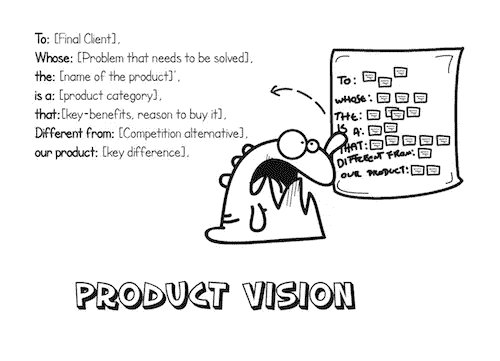 To: [Final Client],
Whose: [Problem that needs to be solved],
the: [name of the product]',
is a: [product category],
that:[key-benefits, reason to buy it],
Different from: [Competition alternative],
our product: [key difference].
To:
WHOSE:
THE:
IS A:
THAT:
DIFFERENT FROM:
OUR PRODUCT:
PRODUCT VISION